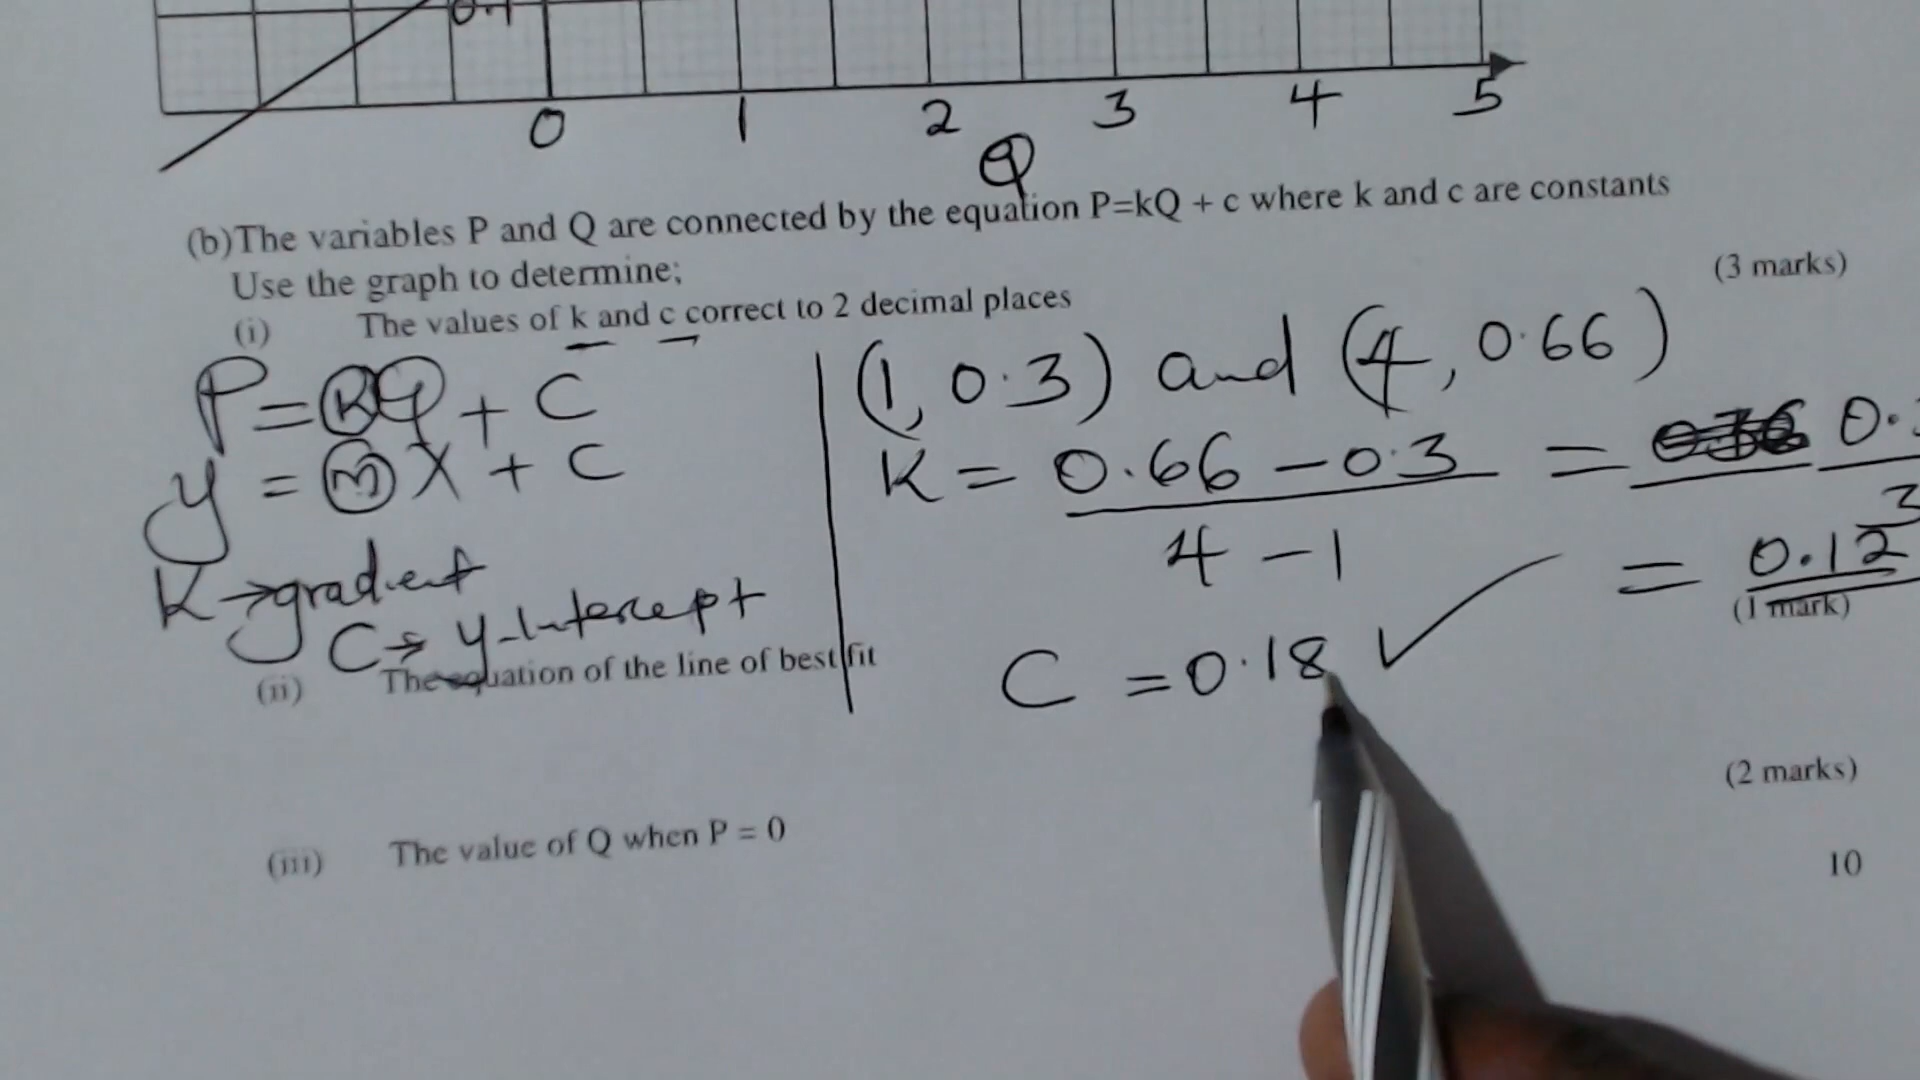 0.1
0 1 2 3 4 5
Q
(b)The variables P and Q are connected by the equation P=kQ + c where k and c are constants
Use the graph to determine;
(3 marks)
(i) The values of k and c correct to 2 decimal places
P = KQ + C
y = mX + C
K → gradient
C → y-Intercept
(1, 0.3) and (4, 0.66)
K = 0.66 - 0.3 =
4 - 1
3
= 0.12
(1 mark)
C = 0.18 ✓
(ii) The equation of the line of best fit
(2 marks)
(iii) The value of Q when P = 0
10